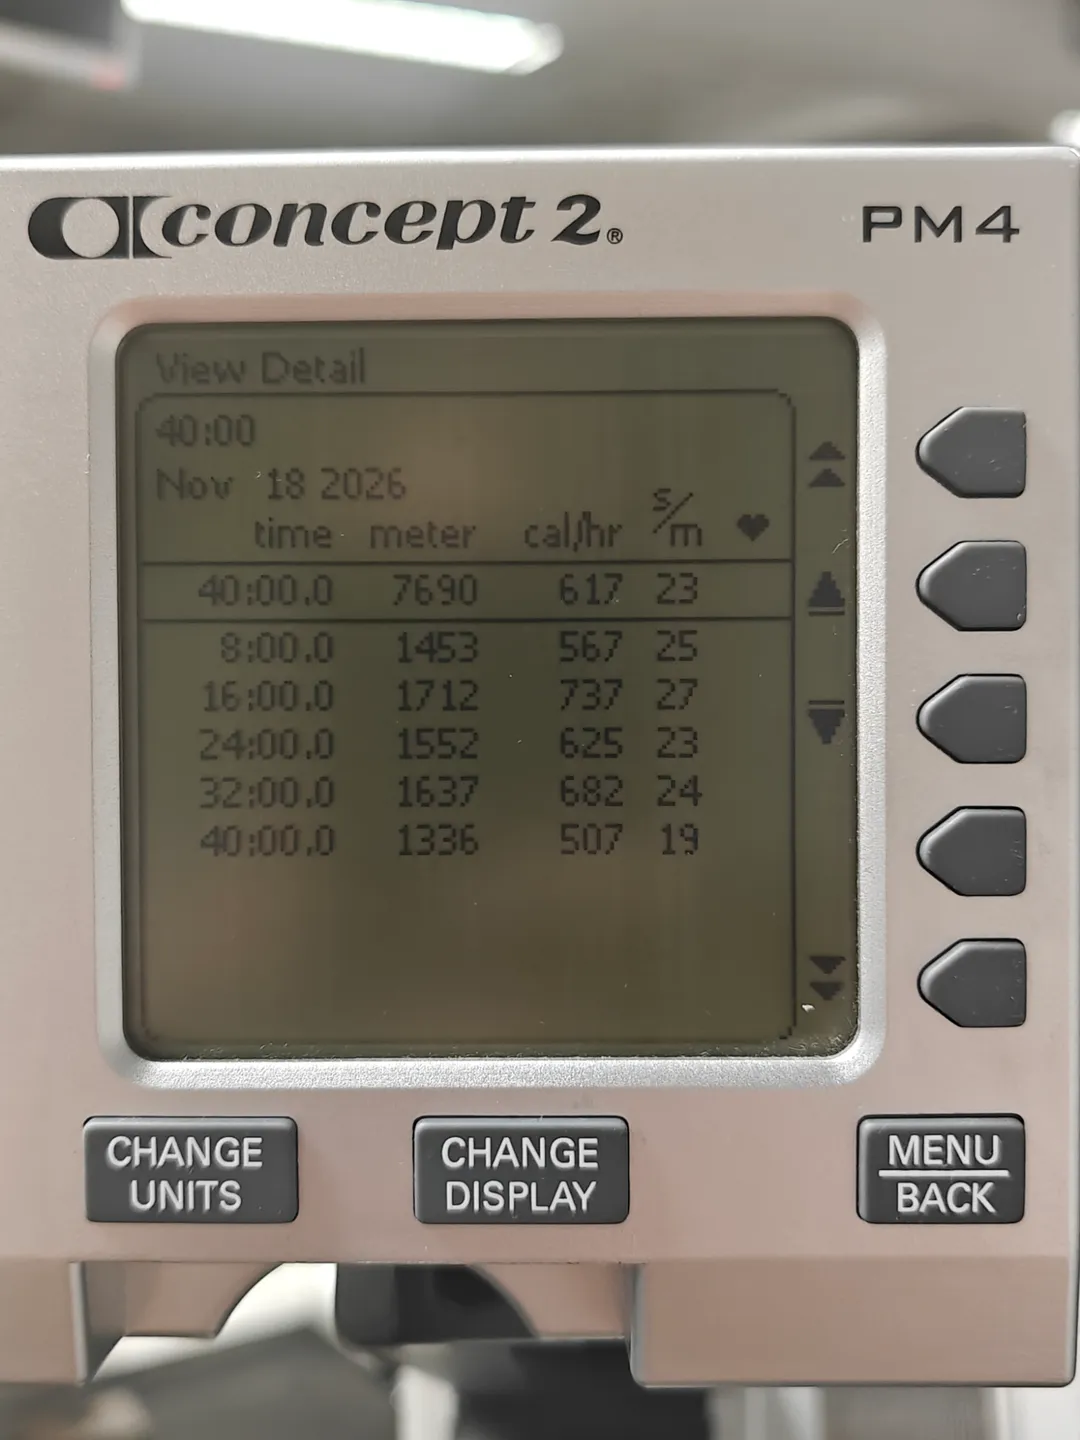 concept 2® PM4
View Detail
40:00
Nov 18 2026
time meter cal/hr s/m ♥
40:00.0 7690 617 23
8:00.0 1453 567 25
16:00.0 1712 737 27
24:00.0 1552 625 23
32:00.0 1637 682 24
40:00.0 1336 507 19
CHANGE UNITS
CHANGE DISPLAY
MENU
BACK